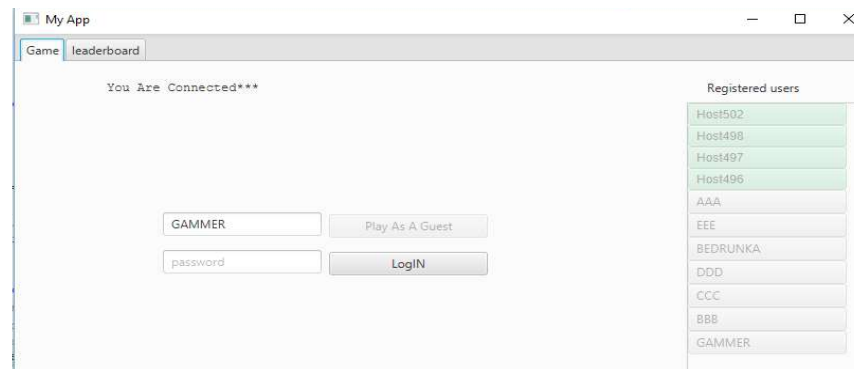 My App
Game leaderboard
You Are Connected***
Registered users
Host502
Host498
Host497
Host496
AAA
EEE
BEDRUNKA
DDD
CCC
BBB
GAMMER
GAMMER
Play As A Guest
password
LogIN